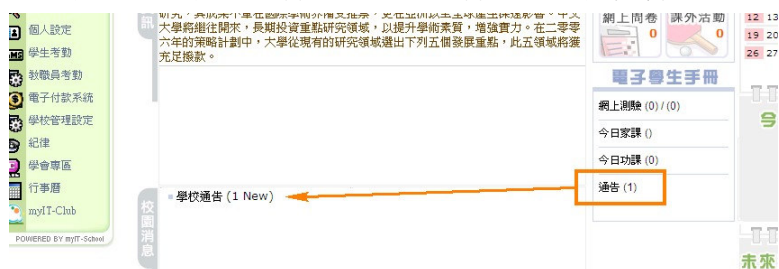 個人設定
學生考勤
教職員考勤
電子付款系統
學校管理設定
紀律
學會專區
行事曆
myIT-Club
POWERED BY myIT-School
訊
大學將繼往開來，長期投資重點研究領域，以提升學術素質，增強實力。在二零零
六年的策略計劃中，大學從現有的研究領域選出下列五個發展重點，此五領域將獲
充足撥款。
校園消息
學校通告 (1 New)
網上問卷 課外活動
0 0
電子學生手冊
網上測驗 (0) / (0)
今日家課 ()
今日功課 (0)
通告 (1)
12 13
19 20
26 27
今
未來